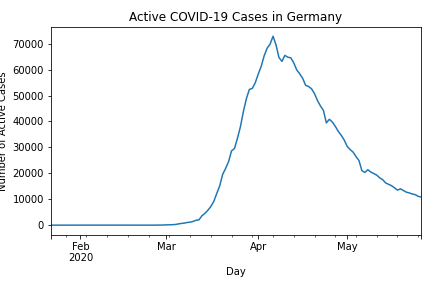 Active COVID-19 Cases in Germany
Number of Active Cases
70000
60000
50000
40000
30000
20000
10000
0
Feb
2020
Mar
Apr
May
Day